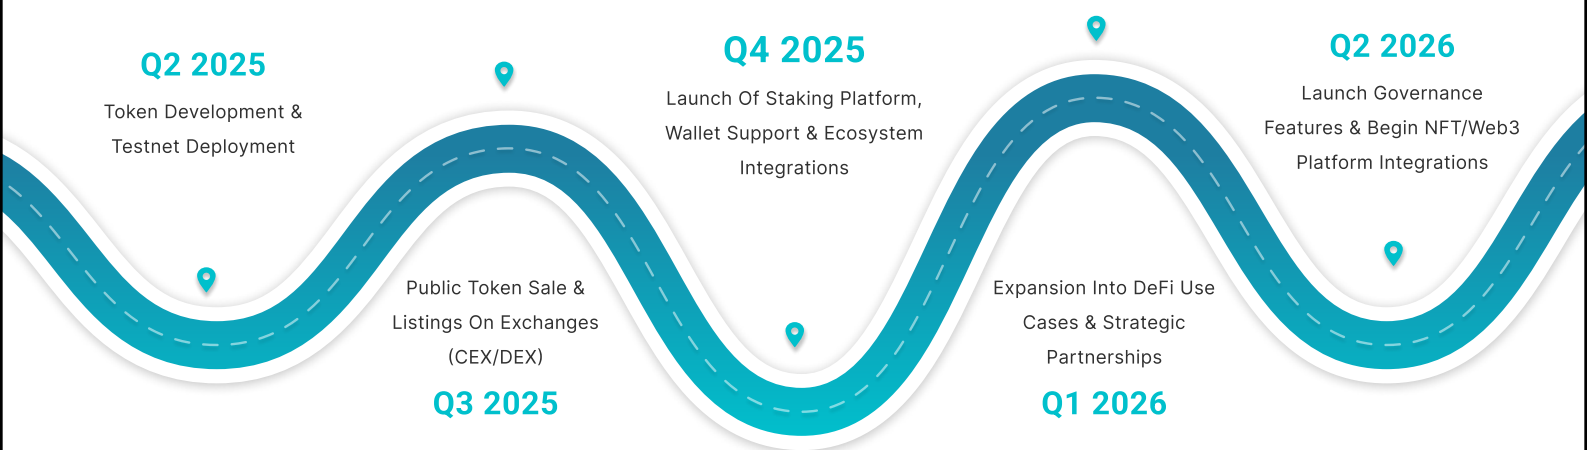 Q2 2025
Token Development &
Testnet Deployment
Public Token Sale &
Listings On Exchanges
(CEX/DEX)
Q3 2025
Q4 2025
Launch Of Staking Platform,
Wallet Support & Ecosystem
Integrations
Expansion Into DeFi Use
Cases & Strategic
Partnerships
Q1 2026
Q2 2026
Launch Governance
Features & Begin NFT/Web3
Platform Integrations